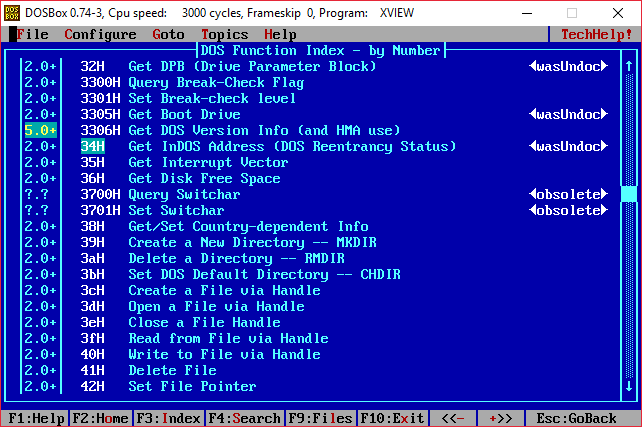 DOSBox 0.74-3, Cpu speed: 3000 cycles, Frameskip 0, Program: XVIEW
File Configure Goto Topics Help TechHelp!
DOS Function Index - by Number
2.0+ 32H Get DPB (Drive Parameter Block) ◄wasUndoc►
2.0+ 3300H Query Break-Check Flag
2.0+ 3301H Set Break-check level
2.0+ 3305H Get Boot Drive ◄wasUndoc►
5.0+ 3306H Get DOS Version Info (and HMA use)
2.0+ 34H Get InDOS Address (DOS Reentrancy Status) ◄wasUndoc►
2.0+ 35H Get Interrupt Vector
2.0+ 36H Get Disk Free Space
?.? 3700H Query Switchar ◄obsolete►
?.? 3701H Set Switchar ◄obsolete►
2.0+ 38H Get/Set Country-dependent Info
2.0+ 39H Create a New Directory -- MKDIR
2.0+ 3aH Delete a Directory -- RMDIR
2.0+ 3bH Set DOS Default Directory -- CHDIR
2.0+ 3cH Create a File via Handle
2.0+ 3dH Open a File via Handle
2.0+ 3eH Close a File Handle
2.0+ 3fH Read from File via Handle
2.0+ 40H Write to File via Handle
2.0+ 41H Delete File
2.0+ 42H Set File Pointer
F1:Help F2:Home F3:Index F4:Search F9:Files F10:Exit <<- +>> Esc:GoBack